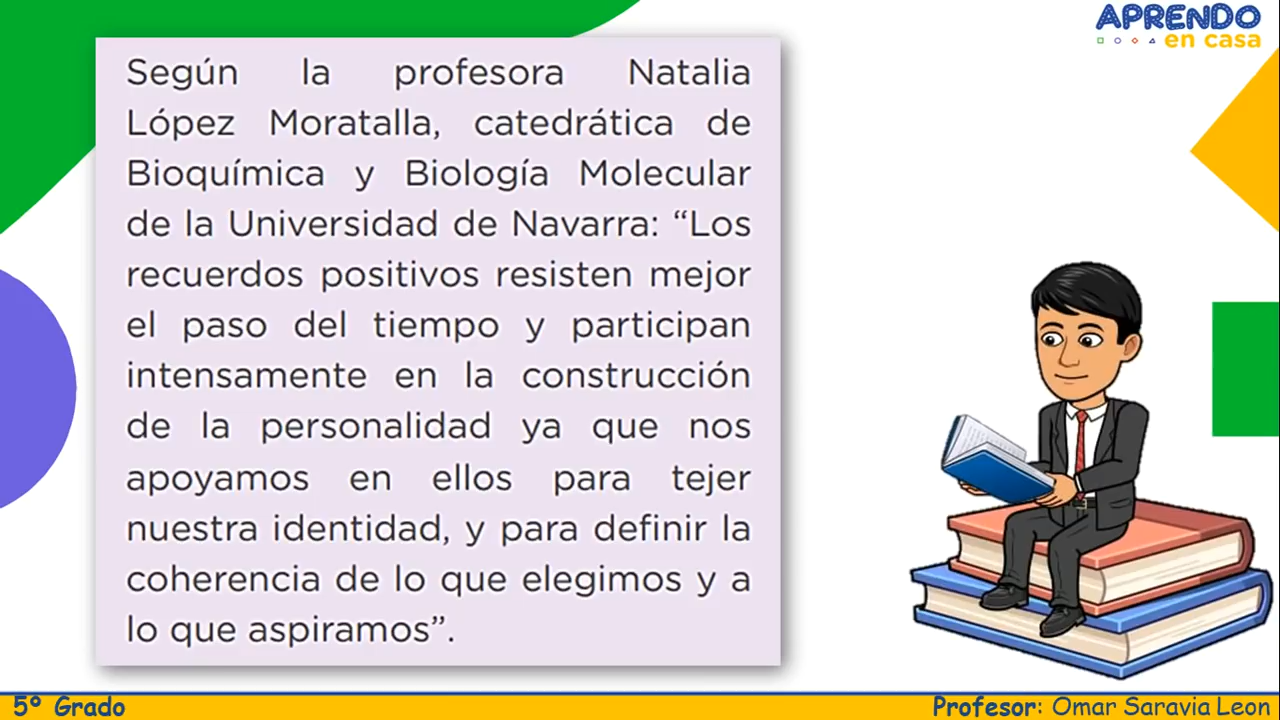 APRENDO
en casa
Según la profesora Natalia
López Moratalla, catedrática de
Bioquímica y Biología Molecular
de la Universidad de Navarra: “Los
recuerdos positivos resisten mejor
el paso del tiempo y participan
intensamente en la construcción
de la personalidad ya que nos
apoyamos en ellos para tejer
nuestra identidad, y para definir la
coherencia de lo que elegimos y a
lo que aspiramos”.
5º Grado
Profesor: Omar Saravia Leon